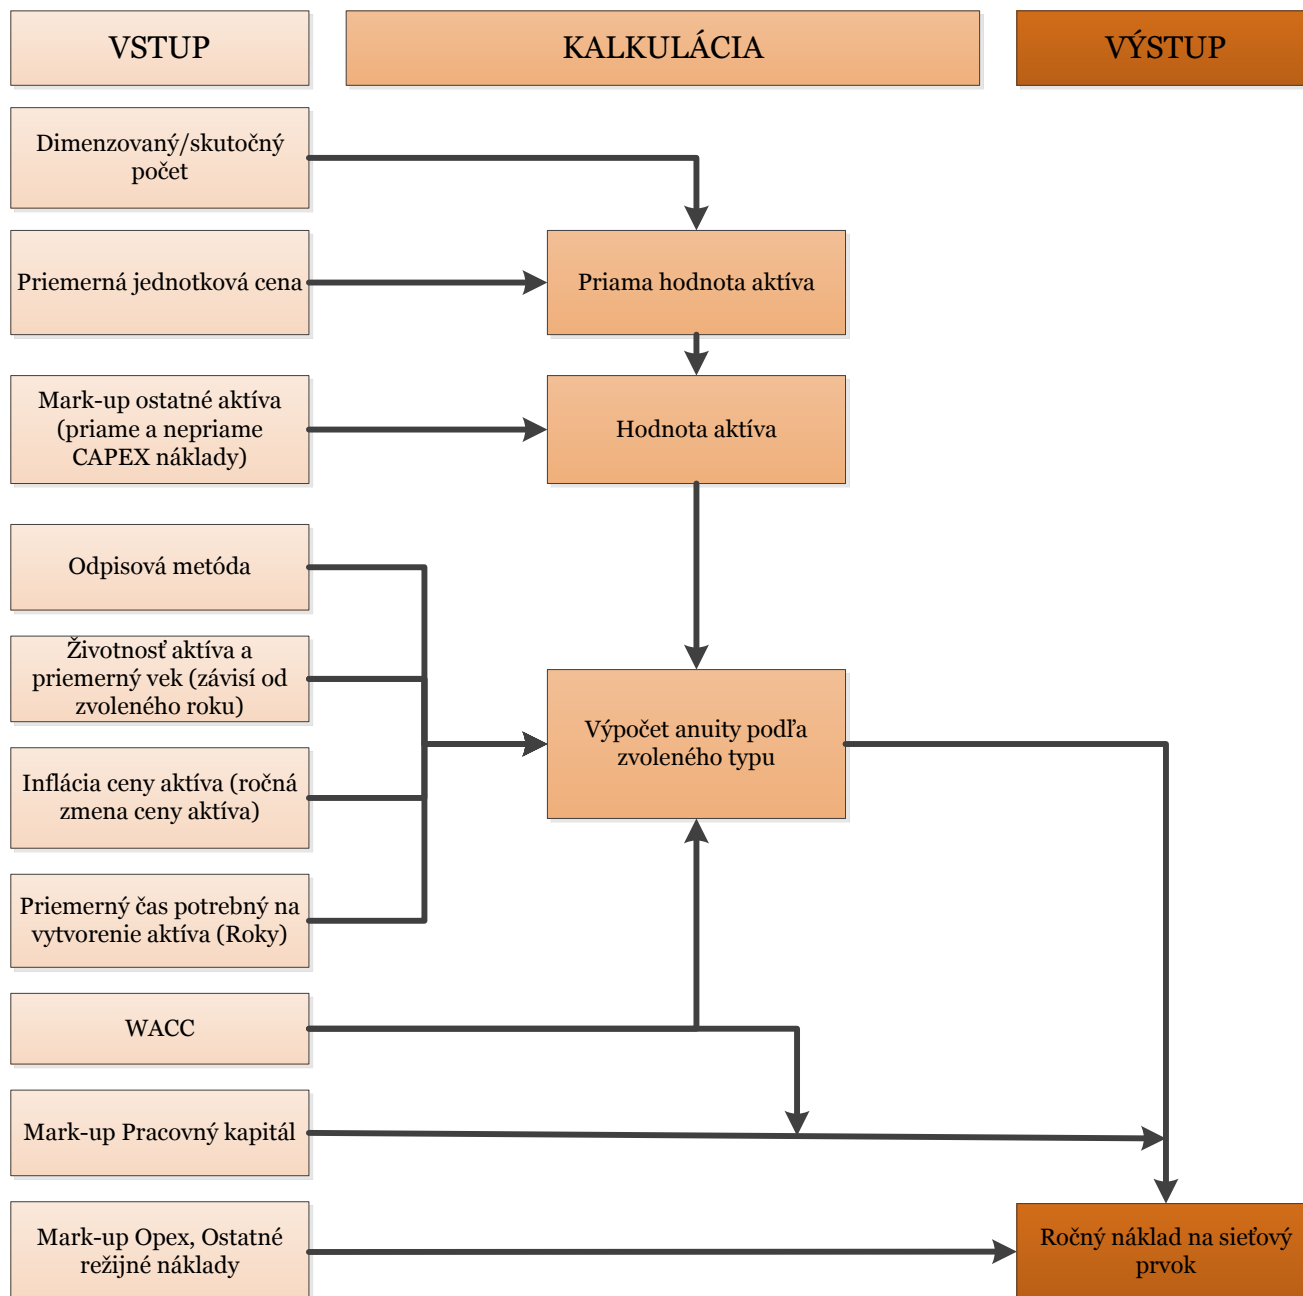 VSTUP
KALKULÁCIA
VÝSTUP
Dimenzovaný/skutočný
počet
Priemerná jednotková cena
Priama hodnota aktíva
Mark-up ostatné aktíva
(priame a nepriame
CAPEX náklady)
Hodnota aktíva
Odpisová metóda
Životnosť aktíva a
priemerný vek (závisí od
zvoleného roku)
Výpočet anuity podľa
zvoleného typu
Inflácia ceny aktíva (ročná
zmena ceny aktíva)
Priemerný čas potrebný na
vytvorenie aktíva (Roky)
WACC
Mark-up Pracovný kapitál
Mark-up Opex, Ostatné
režijné náklady
Ročný náklad na sieťový
prvok